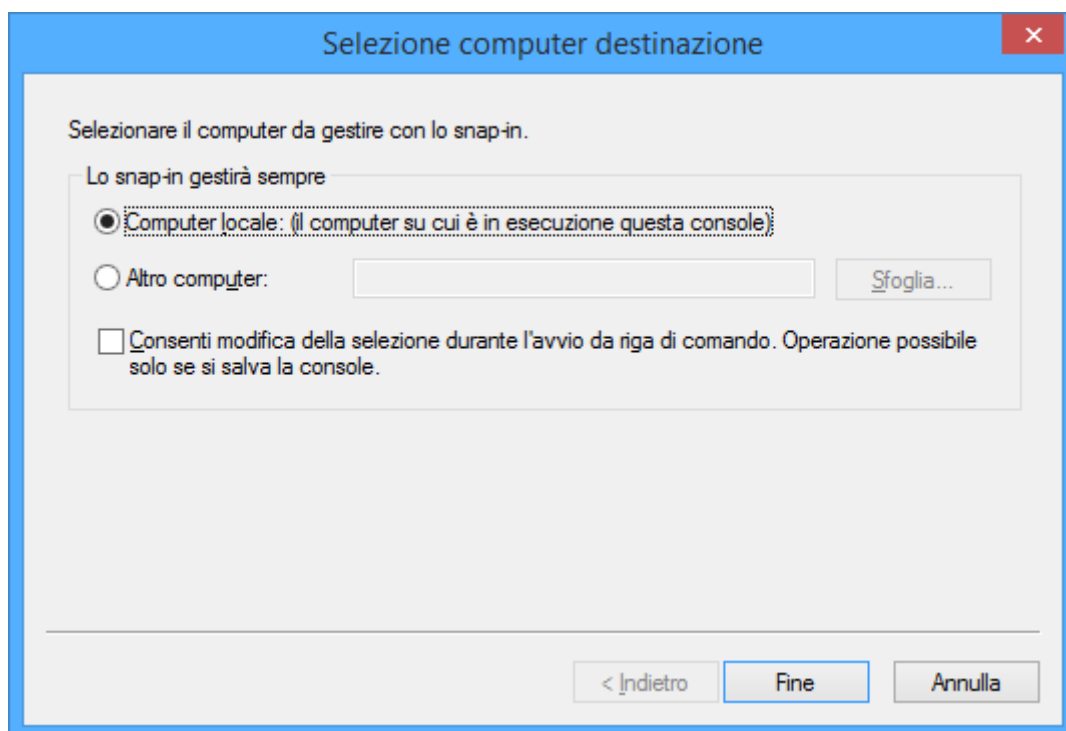 Selezione computer destinazione
Selezionare il computer da gestire con lo snap-in.
Lo snap-in gestirà sempre
Computer locale: (il computer su cui è in esecuzione questa console)
Altro computer:
Sfoglia...
Consenti modifica della selezione durante l'avvio da riga di comando. Operazione possibile
solo se si salva la console.
< Indietro
Fine
Annulla